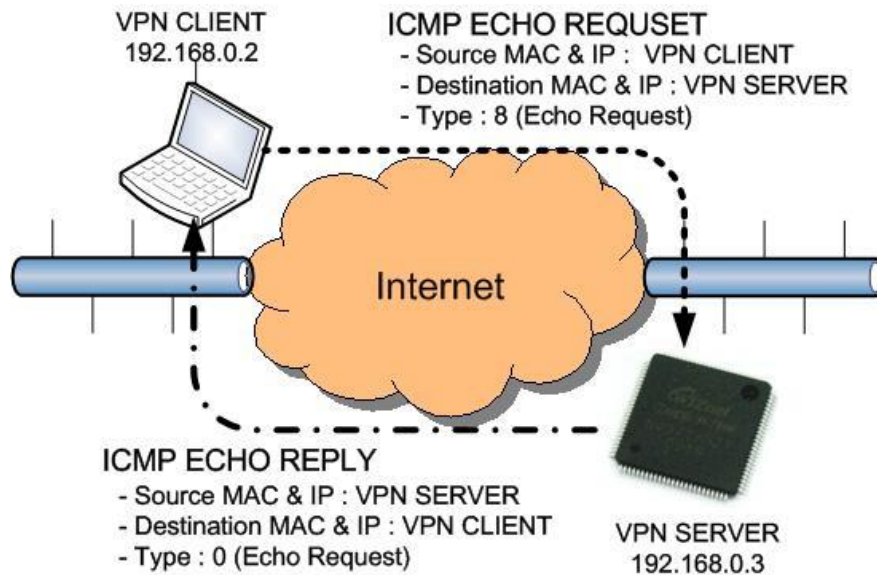 VPN CLIENT
192.168.0.2
ICMP ECHO REQUSET
- Source MAC & IP : VPN CLIENT
- Destination MAC & IP : VPN SERVER
- Type : 8 (Echo Request)
Internet
ICMP ECHO REPLY
- Source MAC & IP : VPN SERVER
- Destination MAC & IP : VPN CLIENT
- Type : 0 (Echo Request)
VPN SERVER
192.168.0.3